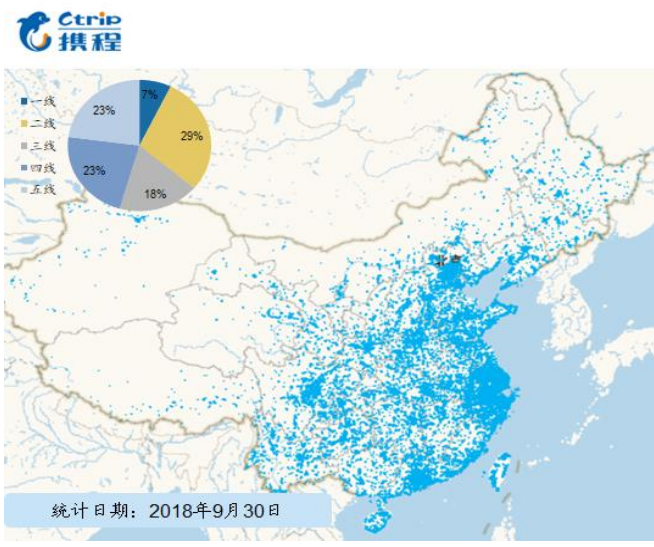 Ctrip
携程
一线
二线
三线
四线
五线
7%
29%
18%
23%
23%
北京
统计日期：2018年9月30日